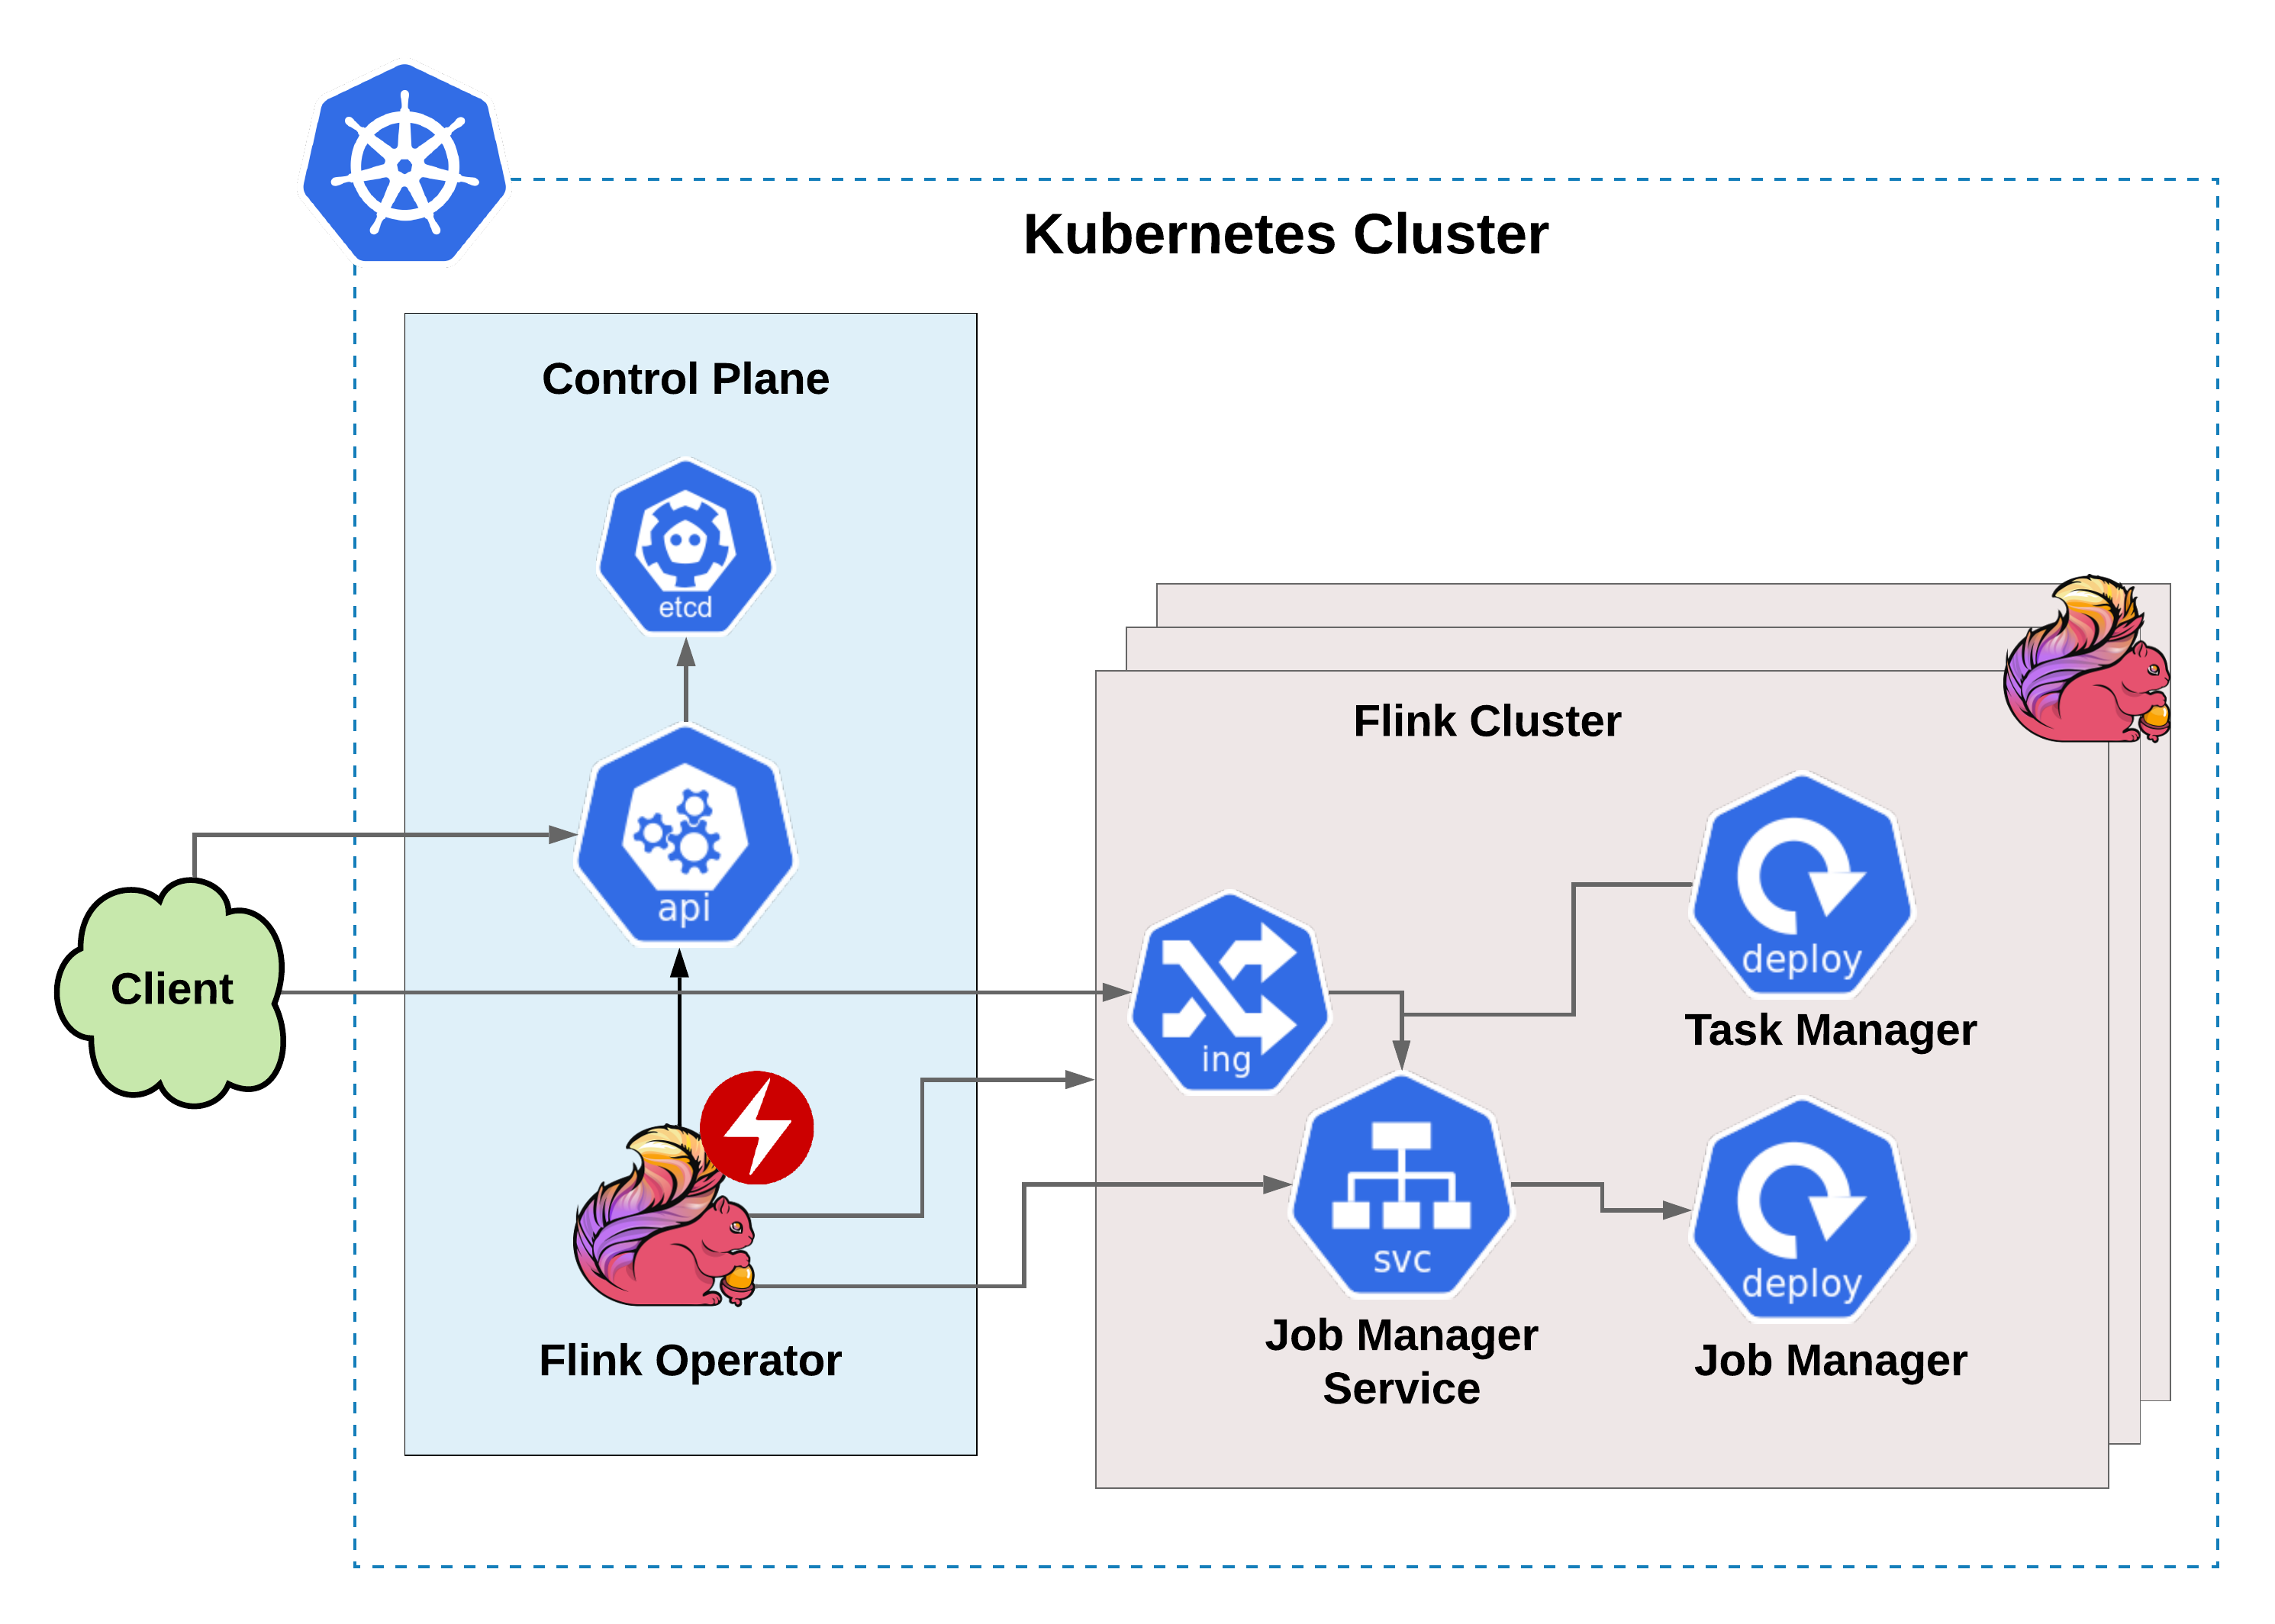 Kubernetes Cluster
Control Plane
etcd
api
Client
Flink Operator
Flink Cluster
ing
deploy
Task Manager
svc
Job Manager
Service
deploy
Job Manager